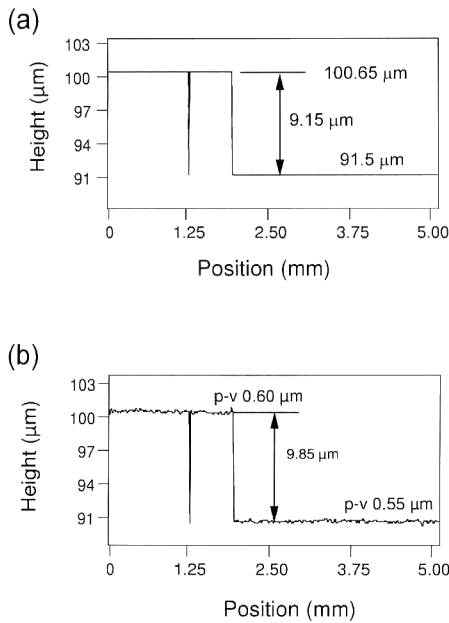 (a)
103
100
97
94
91
Height (μm)
100.65 μm
9.15 μm
91.5 μm
0 1.25 2.50 3.75 5.00
Position (mm)
(b)
103
100
97
94
91
Height (μm)
p-v 0.60 μm
9.85 μm
p-v 0.55 μm
0 1.25 2.50 3.75 5.00
Position (mm)